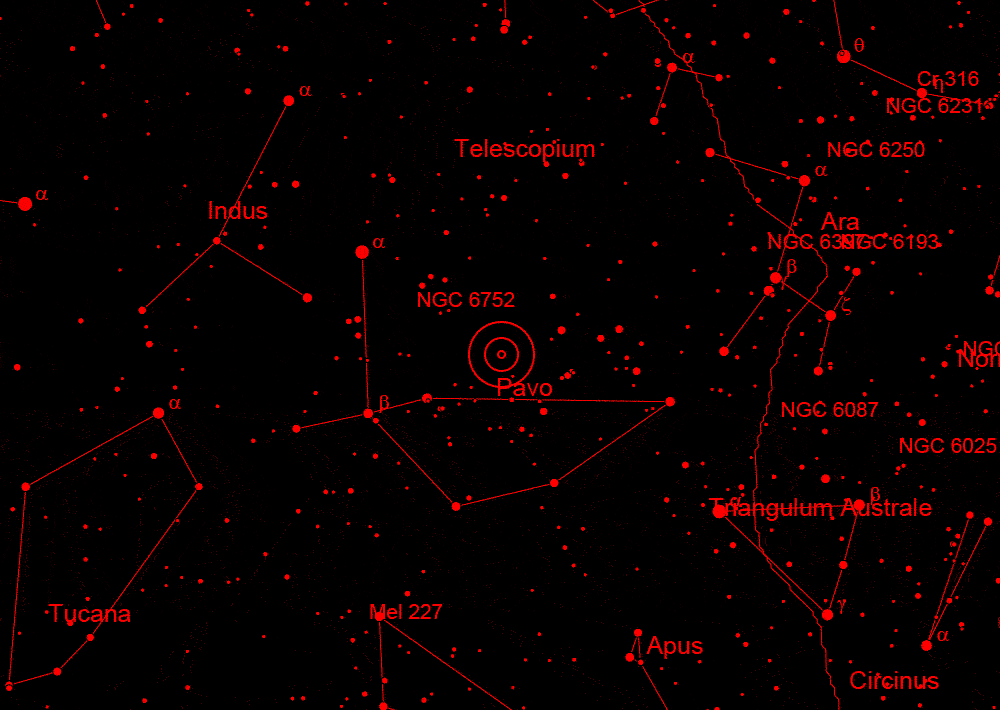 θ
α
Cr 316
η
α
NGC 6231
Telescopium
NGC 6250
α
α
Indus
Ara
α
NGC 6193
β
NGC 6752
ζ
Pavo
β
α
NGC 6087
NGC 6025
β
α
Triangulum Australe
Mel 227
γ
Tucana
α
Apus
Circinus